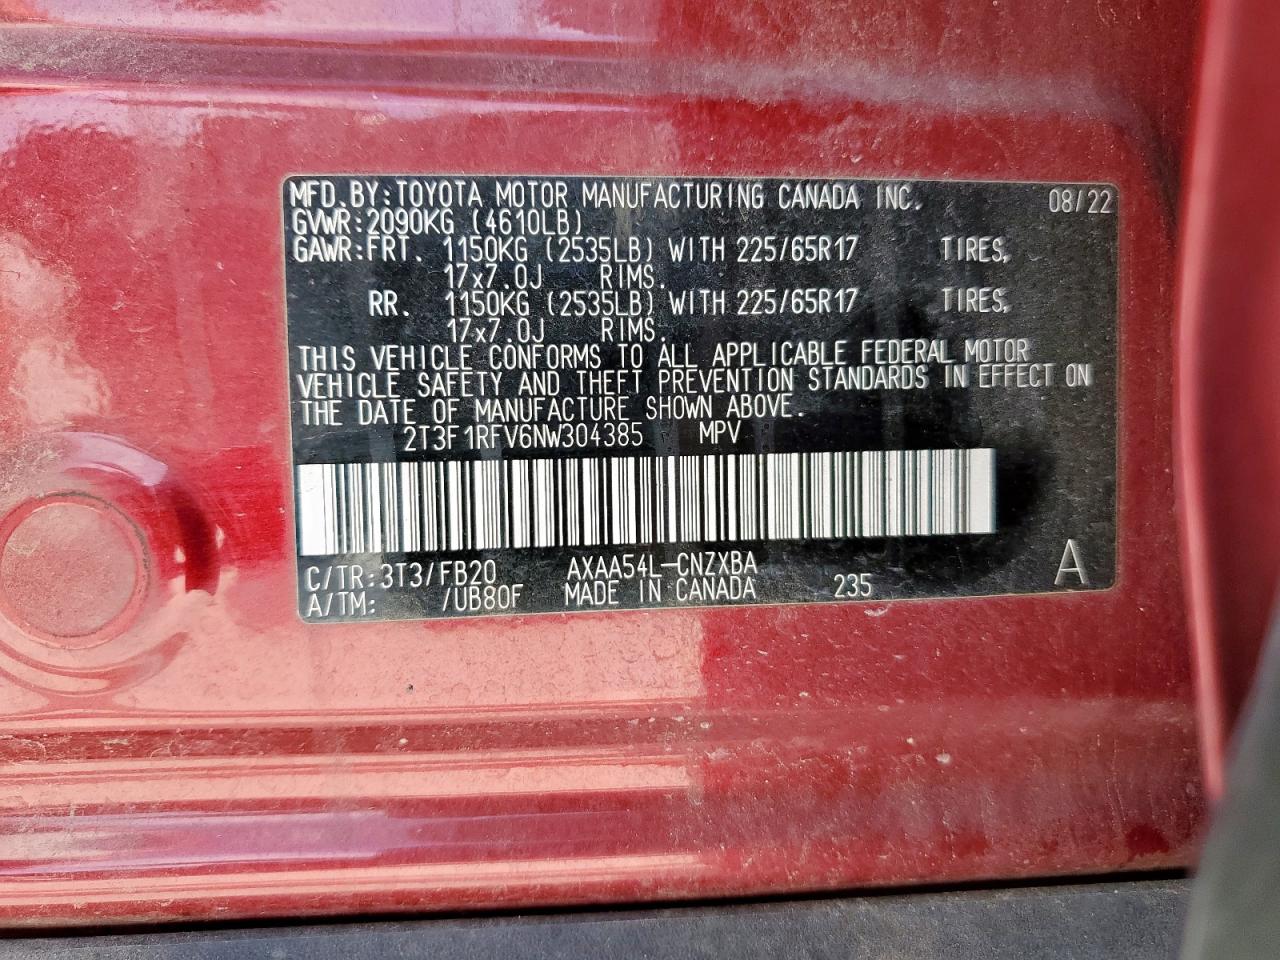 MFD.BY:TOYOTA MOTOR MANUFACTURING CANADA INC. 08/22
GVWR:2090KG (4610LB)
GAWR:FRT. 1150KG (2535LB) WITH 225/65R17 TIRES,
17x7.0J RIMS.
RR. 1150KG (2535LB) WITH 225/65R17 TIRES,
17x7.0J RIMS.
THIS VEHICLE CONFORMS TO ALL APPLICABLE FEDERAL MOTOR
VEHICLE SAFETY AND THEFT PREVENTION STANDARDS IN EFFECT ON
THE DATE OF MANUFACTURE SHOWN ABOVE.
2T3F1RFV6NW304385 MPV
C/TR:3T3/FB20 AXAA54L-CNZXBA
A/TM: /UB80F MADE IN CANADA 235 A